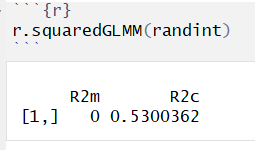 ```{r}
r.squaredGLMM(randint)
```
R2m R2c
[1,] 0 0.5300362